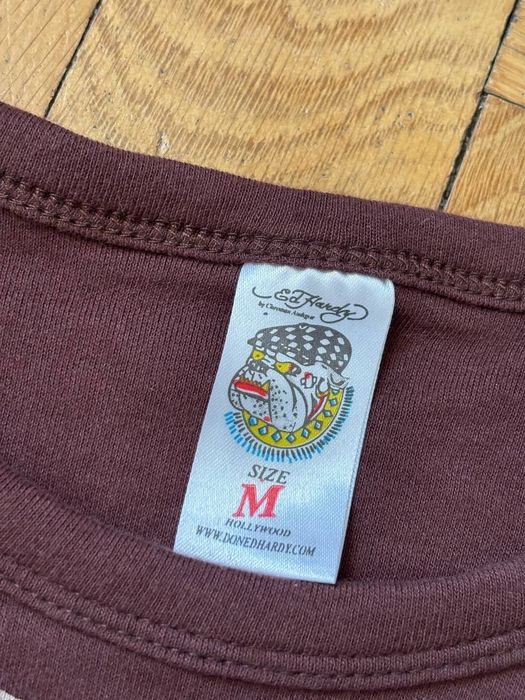 Ed Hardy
by Christian Audigier
SIZE
M
HOLLYWOOD
WWW.DONEDHARDY.COM